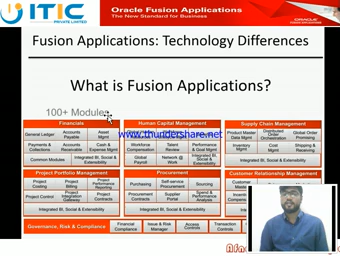 ITIC
PRIVATE LIMITED
Oracle Fusion Applications
The New Standard for Business
ORACLE
FUSION APPLICATIONS
Fusion Applications: Technology Differences
What is Fusion Applications?
100+ Modules
www.thundershare.net
Financials
General Ledger
Accounts Payable
Asset Mgmt
Payments & Collections
Accounts Receivable
Cash & Expense Mgmt
Common Modules
Integrated BI, Social & Extensibility
Human Capital Management
Workforce Compensation
Talent Review
Performance & Goal Mgmt
Global Payroll
Network @ Work
Integrated BI, Social & Extensibility
Supply Chain Management
Product Master Data Mgmt
Distributed Order Orchestration
Global Order Promising
Inventory Mgmt
Cost Mgmt
Shipping & Receiving
Integrated BI, Social & Extensibility
Project Portfolio Management
Project Costing
Project Billing
Project Performance Reporting
Project Control
Project Integration Gateway
Project Contracts
Integrated BI, Social & Extensibility
Procurement
Purchasing
Self-service Procurement
Sourcing
Procurement Contracts
Supplier Portal
Spend & Performance Analysis
Integrated BI, Social & Extensibility
Customer Relationship Management
Governance, Risk & Compliance
Financial Compliance
Issue & Risk Manager
Access Controls
Transaction Controls